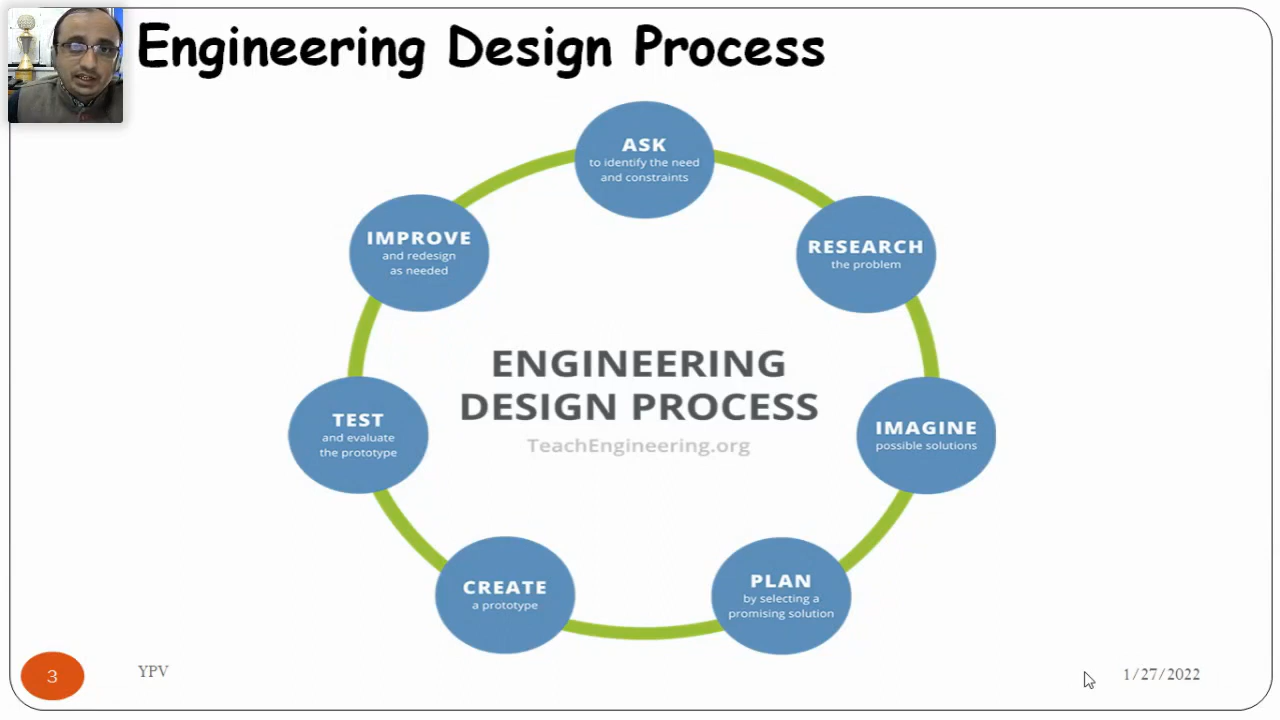 Engineering Design Process
ASK
to identify the need
and constraints
RESEARCH
the problem
IMAGINE
possible solutions
PLAN
by selecting a
promising solution
CREATE
a prototype
TEST
and evaluate
the prototype
IMPROVE
and redesign
as needed
ENGINEERING
DESIGN PROCESS
TeachEngineering.org
3
YPV
1/27/2022